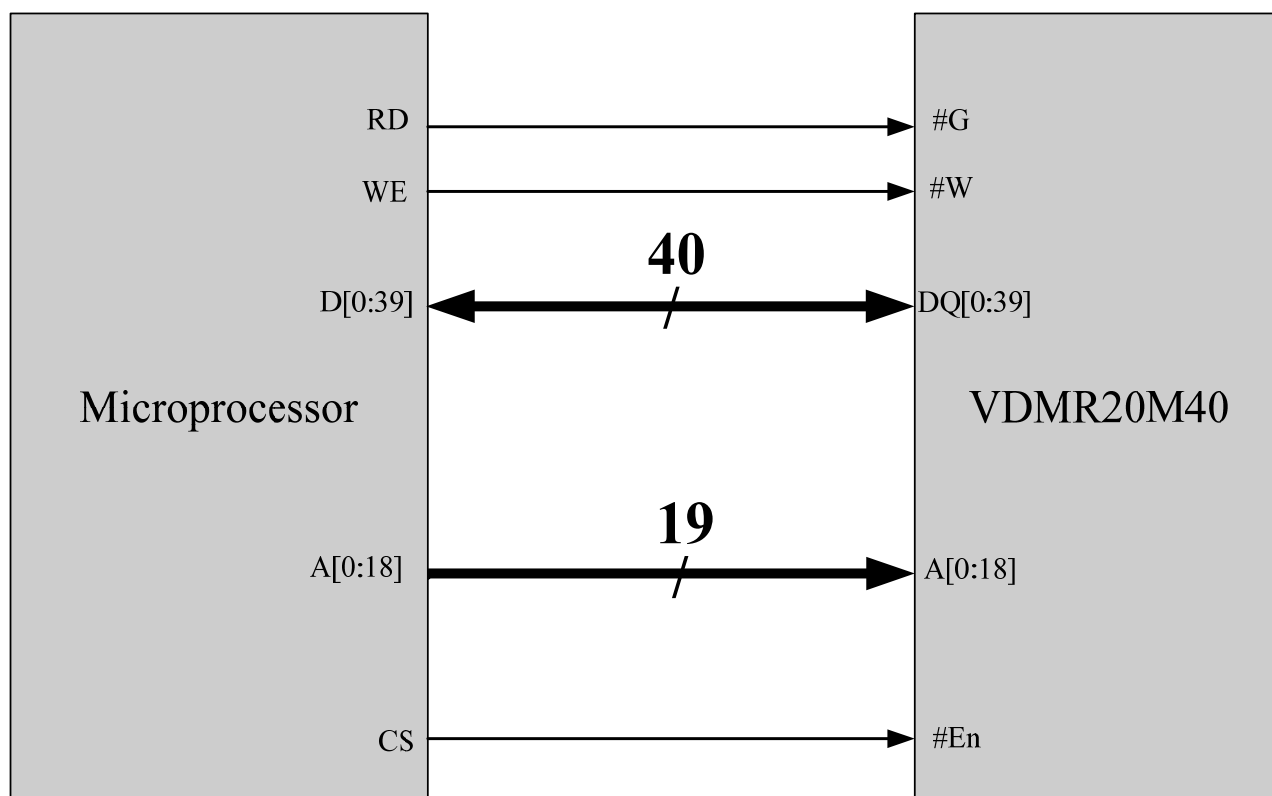 RD #G
WE #W
40
D[0:39] DQ[0:39]
Microprocessor VDMR20M40
19
A[0:18] A[0:18]
CS #En